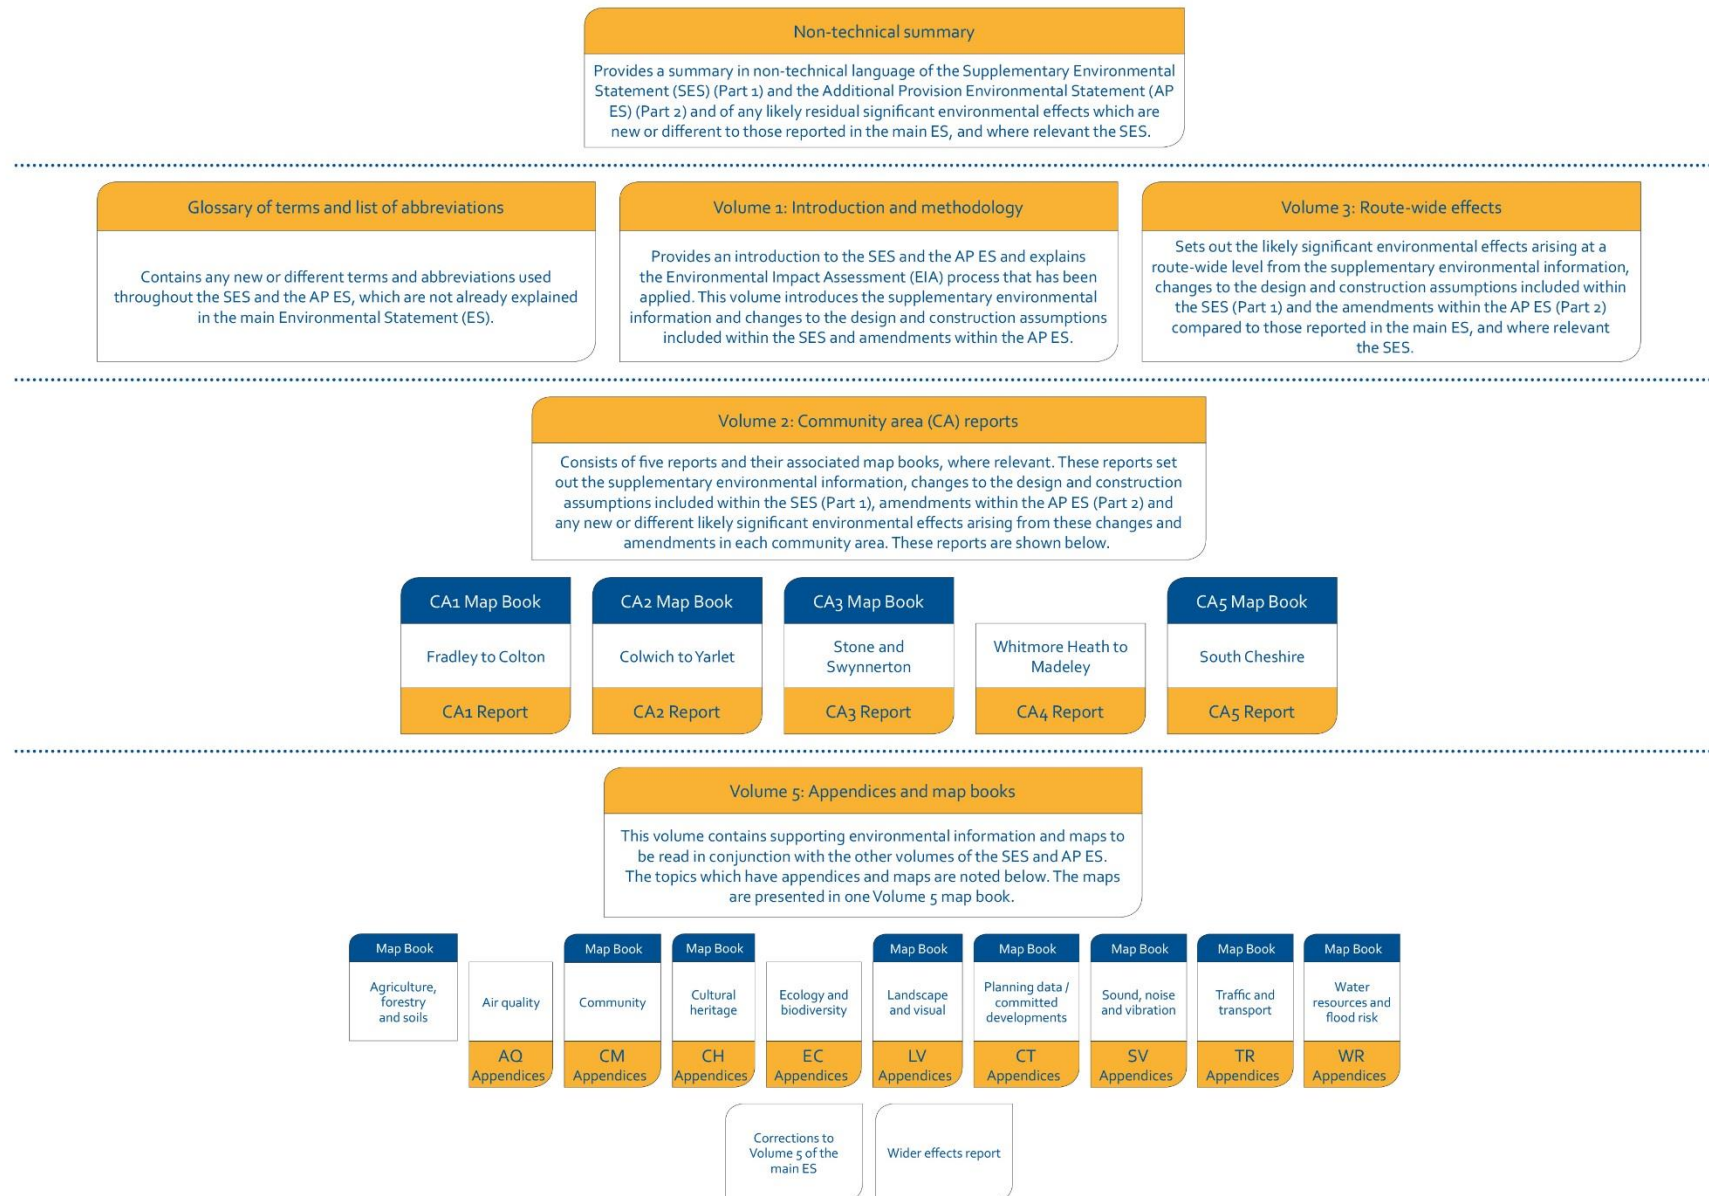 Non-technical summary
Provides a summary in non-technical language of the Supplementary Environmental
Statement (SES) (Part 1) and the Additional Provision Environmental Statement (AP
ES) (Part 2) and of any likely residual significant environmental effects which are
new or different to those reported in the main ES, and where relevant the SES.
Glossary of terms and list of abbreviations
Contains any new or different terms and abbreviations used
throughout the SES and the AP ES, which are not already explained
in the main Environmental Statement (ES).
Volume 1: Introduction and methodology
Provides an introduction to the SES and the AP ES and explains
the Environmental Impact Assessment (EIA) process that has been
applied. This volume introduces the supplementary environmental
information and changes to the design and construction assumptions
included within the SES and amendments within the AP ES.
Volume 3: Route-wide effects
Sets out the likely significant environmental effects arising at a
route-wide level from the supplementary environmental information,
changes to the design and construction assumptions included within
the SES (Part 1) and the amendments within the AP ES (Part 2)
compared to those reported in the main ES, and where relevant
the SES.
Volume 2: Community area (CA) reports
Consists of five reports and their associated map books, where relevant. These reports set
out the supplementary environmental information, changes to the design and construction
assumptions included within the SES (Part 1), amendments within the AP ES (Part 2) and
any new or different likely significant environmental effects arising from these changes and
amendments in each community area. These reports are shown below.
CA1 Map Book
Fradley to Colton
CA1 Report
CA2 Map Book
Colwich to Yarlet
CA2 Report
CA3 Map Book
Stone and
Swynnerton
CA3 Report
Whitmore Heath to
Madeley
CA4 Report
CA5 Map Book
South Cheshire
CA5 Report
Volume 5: Appendices and map books
This volume contains supporting environmental information and maps to
be read in conjunction with the other volumes of the SES and AP ES.
The topics which have appendices and maps are noted below. The maps
are presented in one Volume 5 map book.
Map Book
Agriculture,
forestry
and soils
Air quality
AQ
Appendices
Map Book
Community
CM
Appendices
Map Book
Cultural
heritage
CH
Appendices
Ecology and
biodiversity
EC
Appendices
Map Book
Landscape
and visual
LV
Appendices
Map Book
Planning data /
committed
developments
CT
Appendices
Map Book
Sound, noise
and vibration
SV
Appendices
Map Book
Traffic and
transport
TR
Appendices
Map Book
Water
resources and
flood risk
WR
Appendices
Corrections to
Volume 5 of the
main ES
Wider effects report